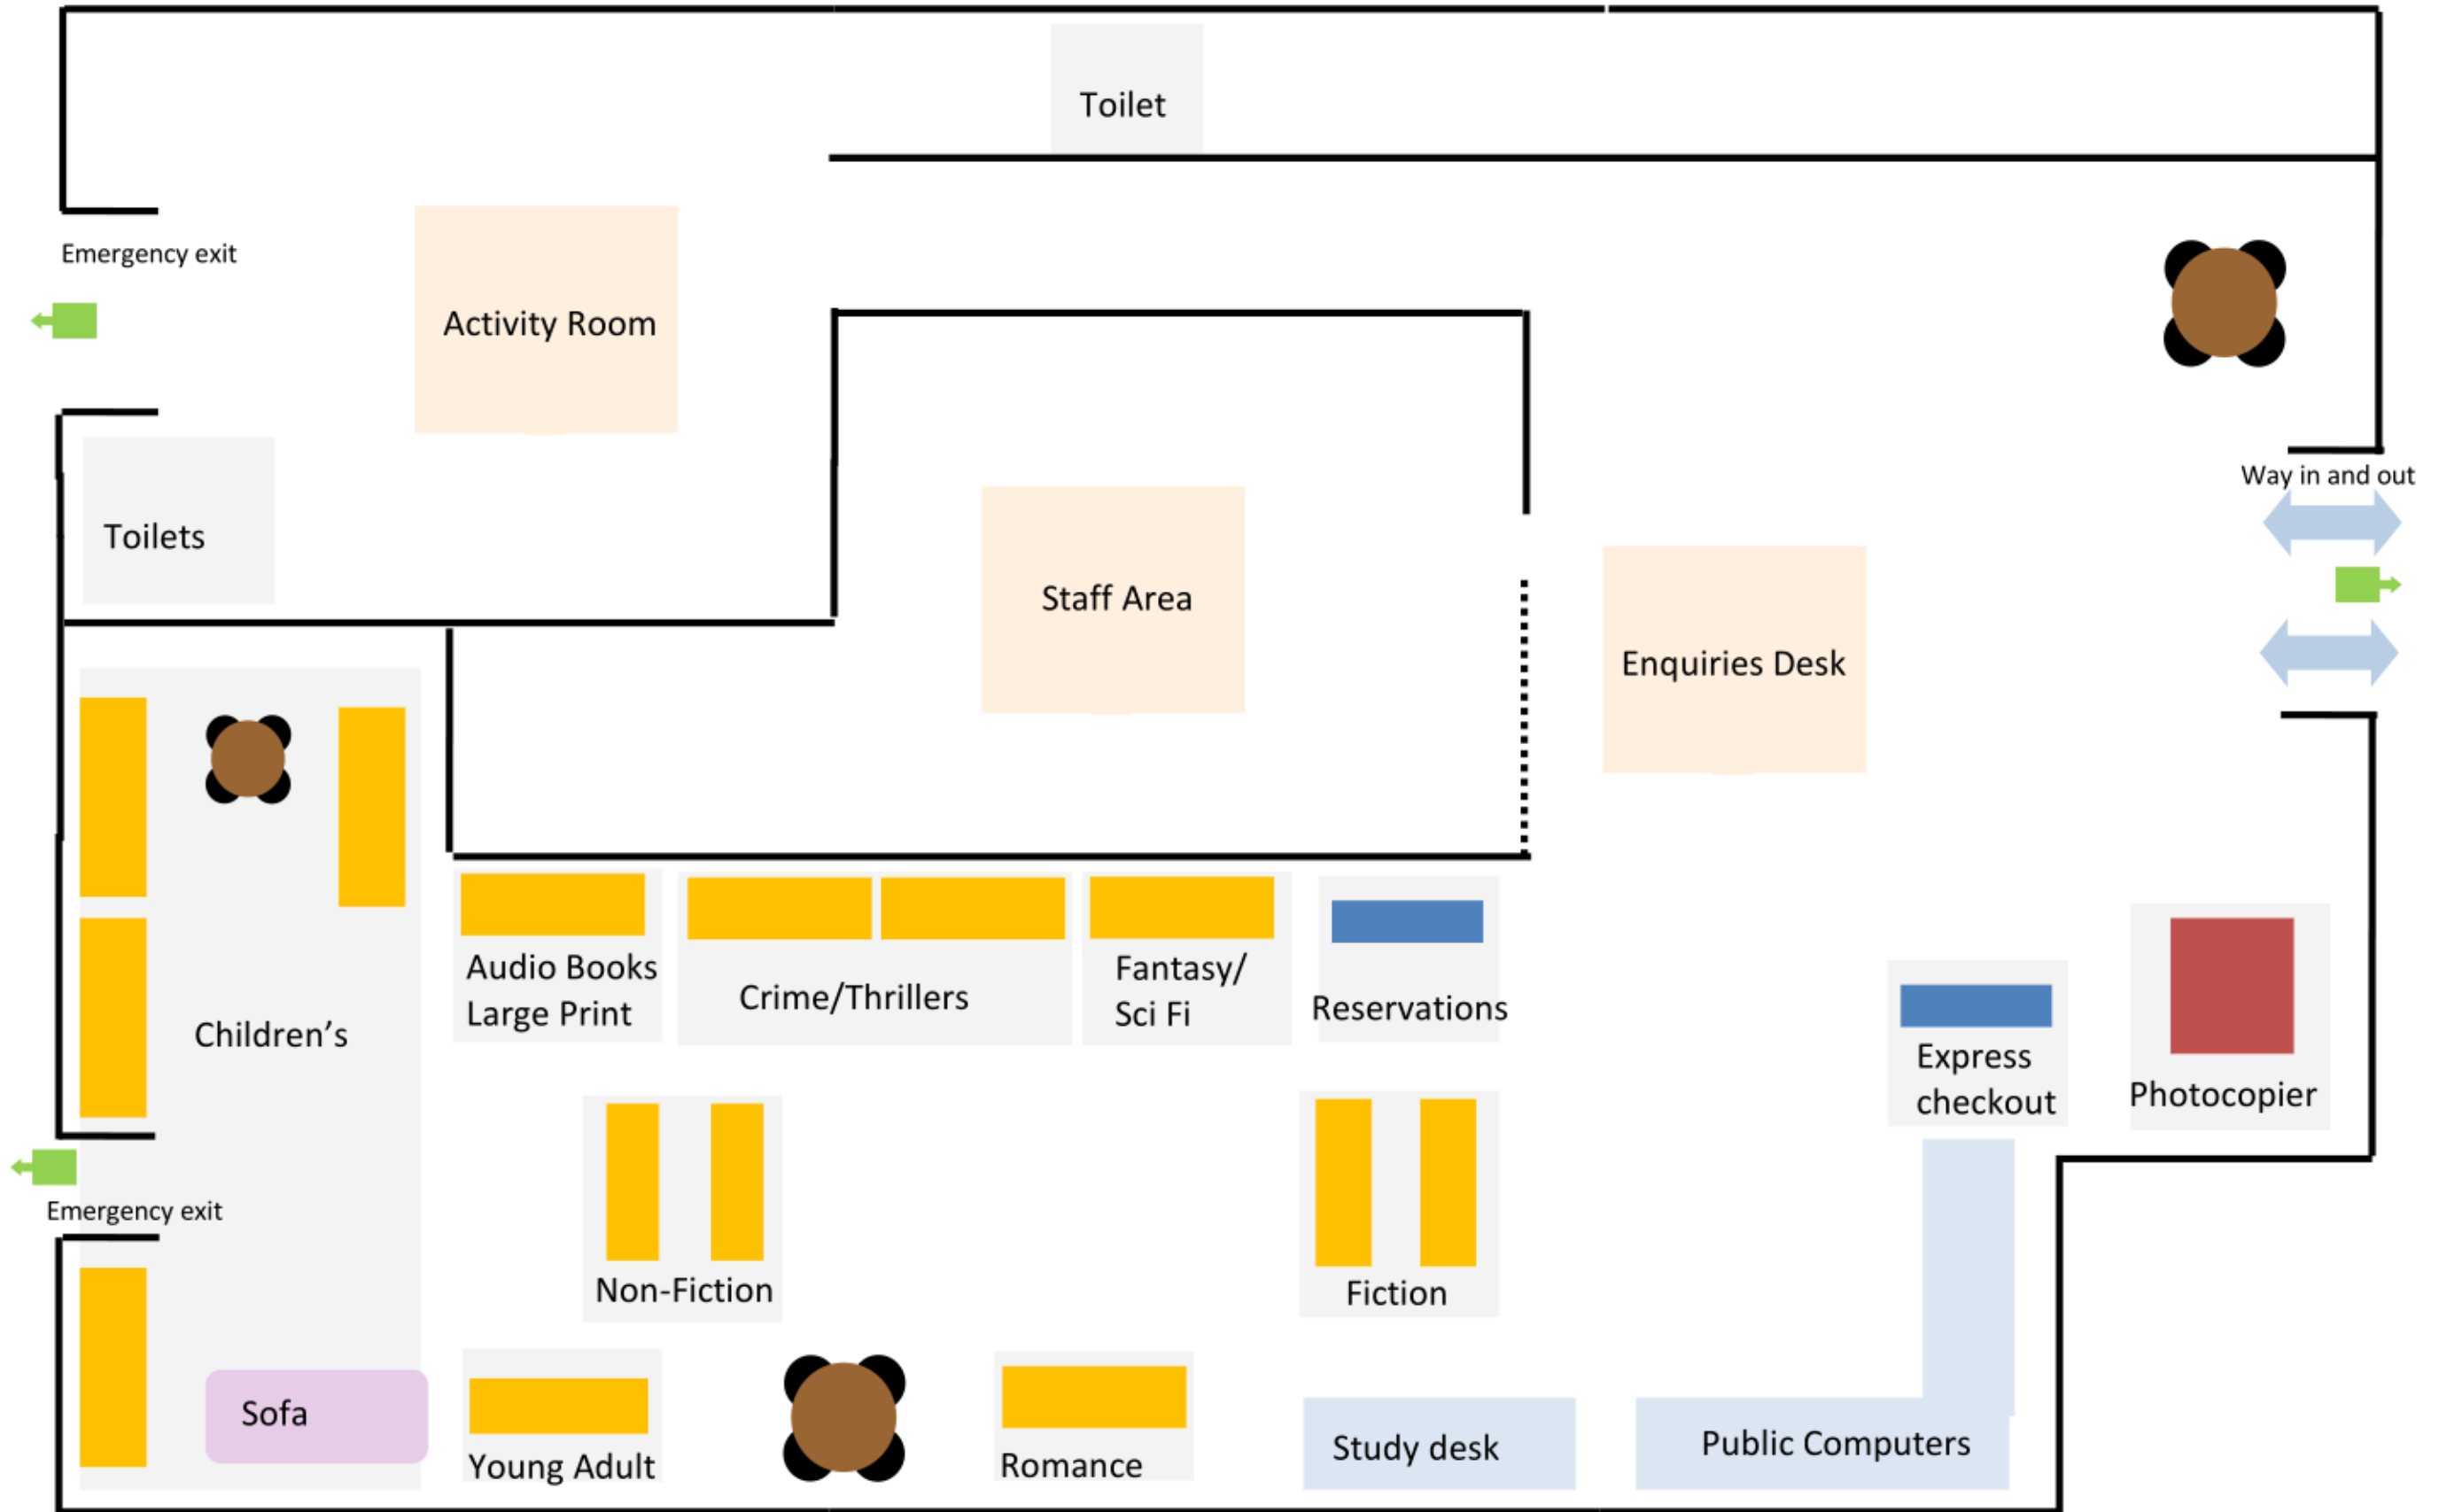 Toilet
Emergency exit
Activity Room
Way in and out
Toilets
Staff Area
Enquiries Desk
Audio Books
Large Print
Crime/Thrillers
Fantasy/
Sci Fi
Reservations
Children’s
Express
checkout
Photocopier
Emergency exit
Non-Fiction
Fiction
Sofa
Young Adult
Romance
Study desk
Public Computers